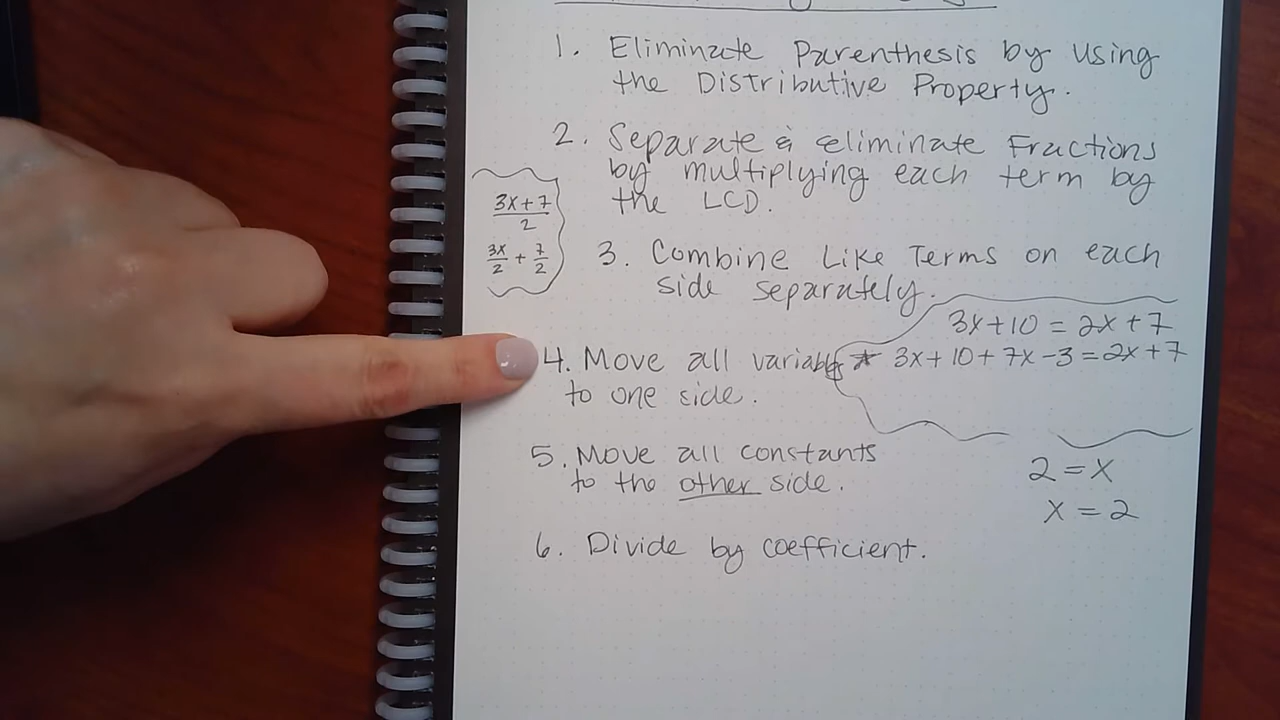 1. Eliminate Parenthesis by using
the Distributive Property.
2. Separate & eliminate Fractions
by multiplying each term by
the LCD.
3x+7
2
3x/2 + 7/2
3. Combine Like Terms on each
side separately.
3x+10 = 2x+7
4. Move all variables * 3x+10+7x-3=2x+7
to one side.
5. Move all constants
to the other side.
2=x
x=2
6. Divide by coefficient.